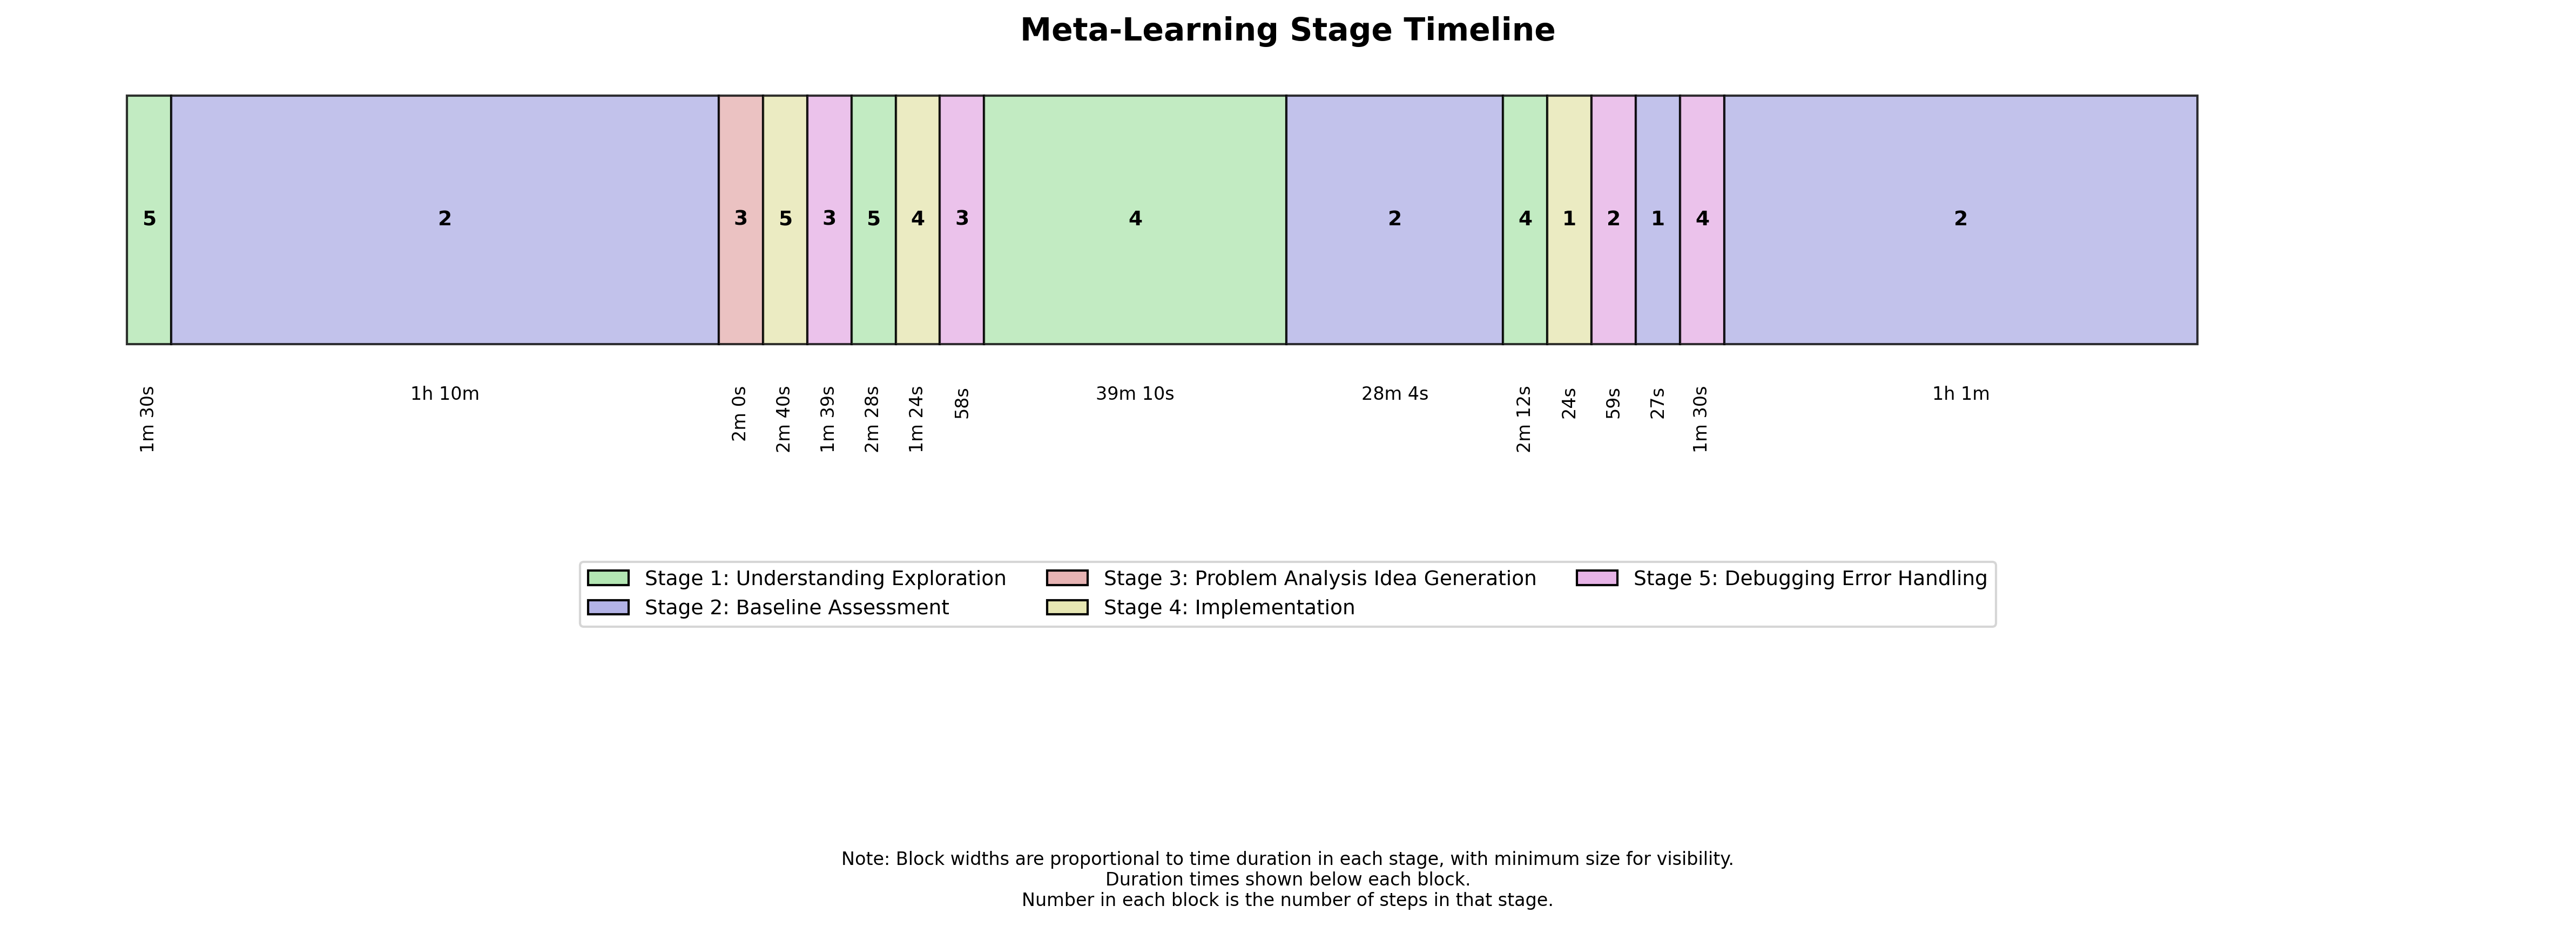 Meta-Learning Stage Timeline
5 2 3 5 3 5 4 3 4 2 4 1 2 1 4 2
1m 30s 1h 10m 2m 0s 2m 40s 1m 39s 2m 28s 1m 24s 58s 39m 10s 28m 4s 2m 12s 24s 59s 27s 1m 30s 1h 1m
Stage 1: Understanding Exploration
Stage 2: Baseline Assessment
Stage 3: Problem Analysis Idea Generation
Stage 4: Implementation
Stage 5: Debugging Error Handling
Note: Block widths are proportional to time duration in each stage, with minimum size for visibility.
Duration times shown below each block.
Number in each block is the number of steps in that stage.